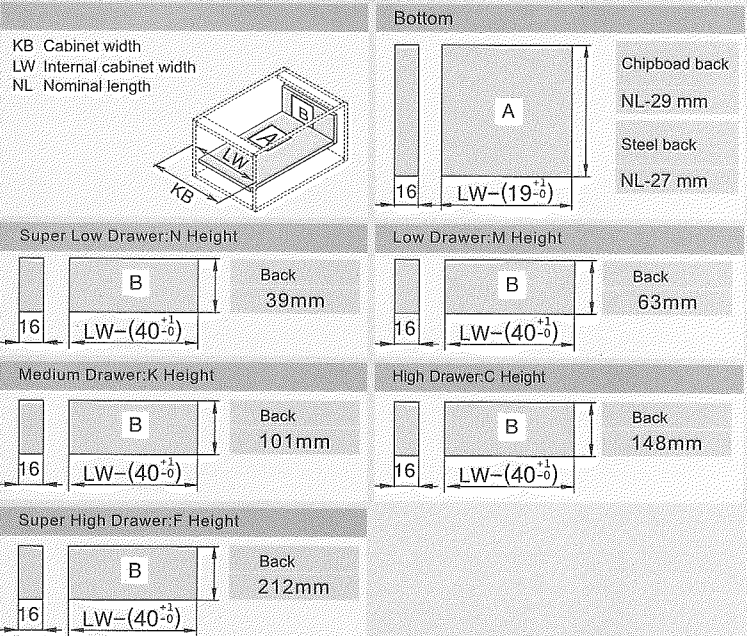 KB Cabinet width
LW Internal cabinet width
NL Nominal length
B
A
LW
KB
Bottom
A
16
LW-(19+1-0)
Chipboad back
NL-29 mm
Steel back
NL-27 mm
Super Low Drawer:N Height
B
16
LW-(40+1-0)
Back
39mm
Low Drawer:M Height
B
16
LW-(40+1-0)
Back
63mm
Medium Drawer:K Height
B
16
LW-(40+1-0)
Back
101mm
High Drawer:C Height
B
16
LW-(40+1-0)
Back
148mm
Super High Drawer:F Height
B
16
LW-(40+1-0)
Back
212mm